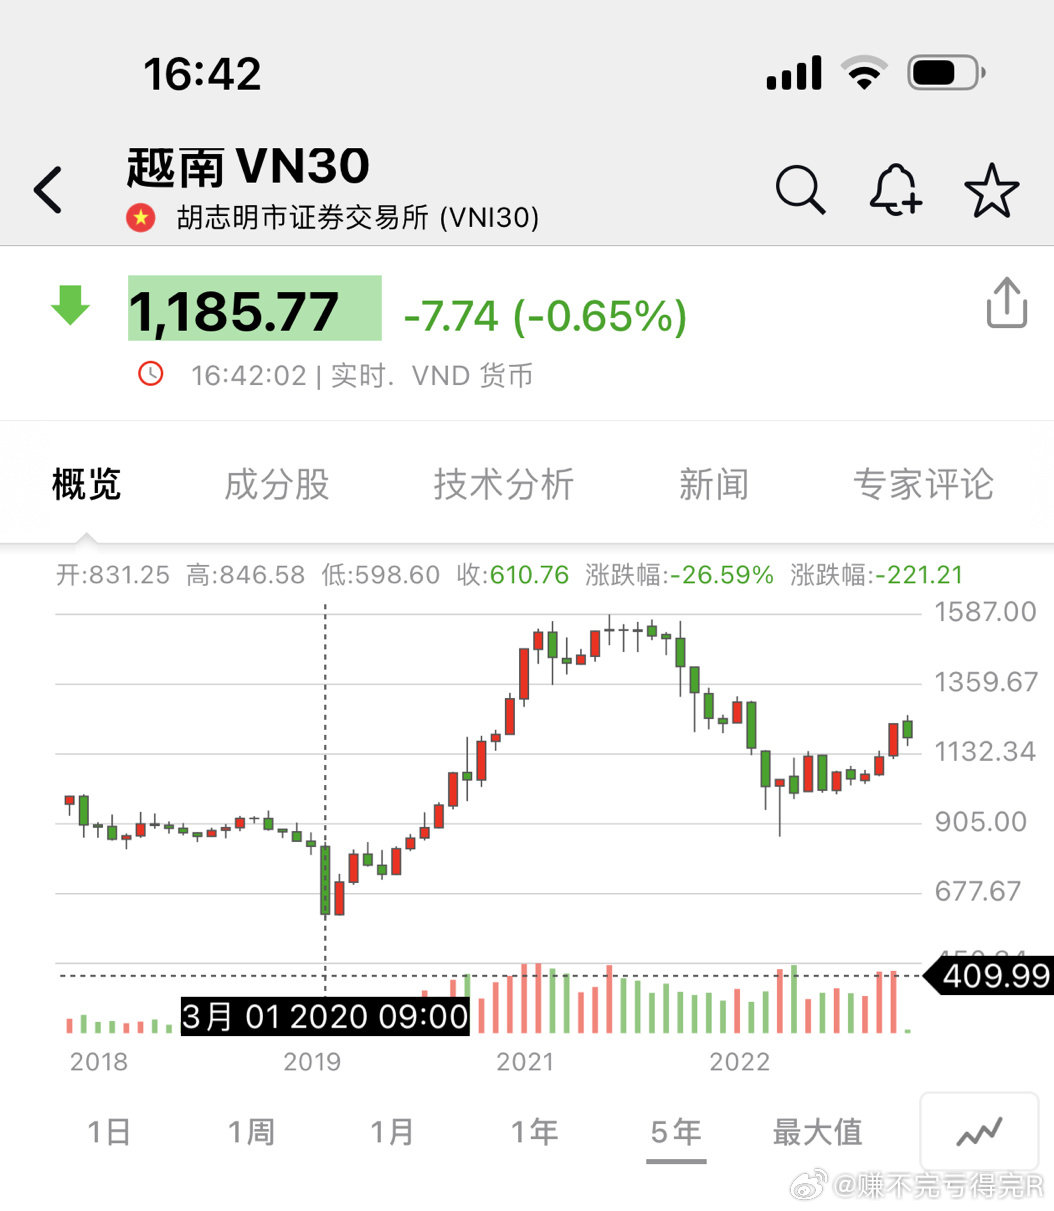 16:42
越南 VN30
胡志明市证券交易所 (VNI30)
1,185.77 -7.74 (-0.65%)
16:42:02 | 实时. VND 货币
概览 成分股 技术分析 新闻 专家评论
开:831.25 高:846.58 低:598.60 收:610.76 涨跌幅:-26.59% 涨跌幅:-221.21
1587.00
1359.67
1132.34
905.00
677.67
409.99
3月 01 2020 09:00
2018 2019 2021 2022
1日 1周 1月 1年 5年 最大值
@赚不完亏得完R